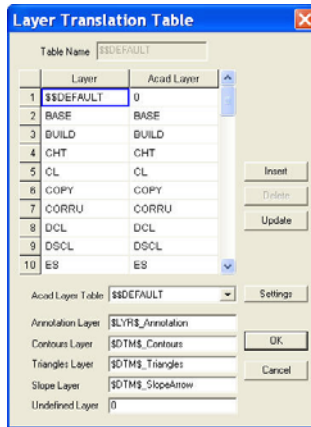 Layer Translation Table
Table Name $$DEFAULT
Layer Acad Layer
1 $$DEFAULT 0
2 BASE BASE
3 BUILD BUILD
4 CHT CHT
5 CL CL
6 COPY COPY
7 CORRU CORRU
8 DCL DCL
9 DSCL DSCL
10 ES ES
Insert
Delete
Update
Acad Layer Table $$DEFAULT Settings
Annotation Layer $LYR$_Annotation
Contours Layer $DTM$_Contours OK
Triangles Layer $DTM$_Triangles Cancel
Slope Layer $DTM$_SlopeArrow
Undefined Layer 0